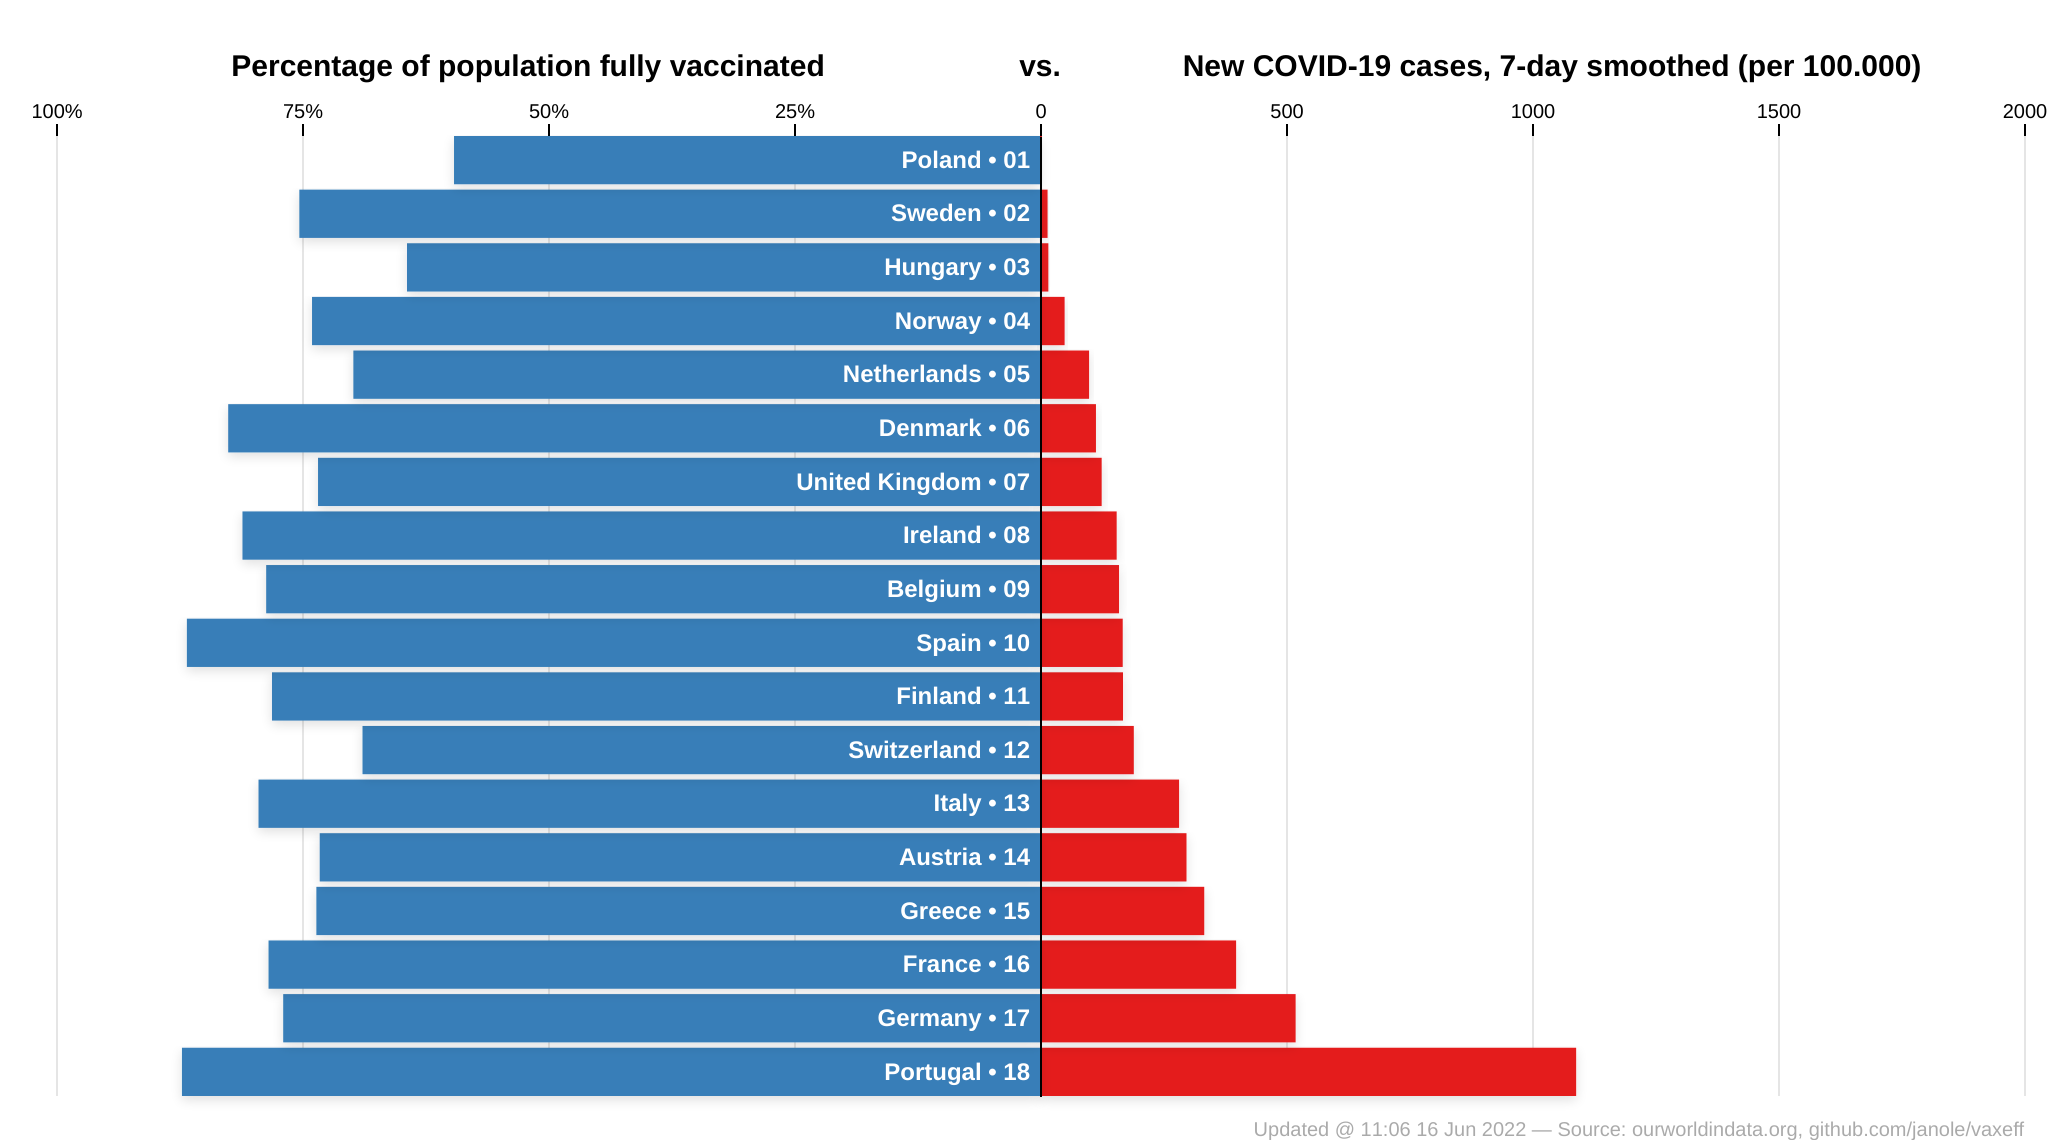 Percentage of population fully vaccinated vs. New COVID-19 cases, 7-day smoothed (per 100.000)
100% 75% 50% 25% 0 500 1000 1500 2000
Poland • 01
Sweden • 02
Hungary • 03
Norway • 04
Netherlands • 05
Denmark • 06
United Kingdom • 07
Ireland • 08
Belgium • 09
Spain • 10
Finland • 11
Switzerland • 12
Italy • 13
Austria • 14
Greece • 15
France • 16
Germany • 17
Portugal • 18
Updated @ 11:06 16 Jun 2022 — Source: ourworldindata.org, github.com/janole/vaxeff